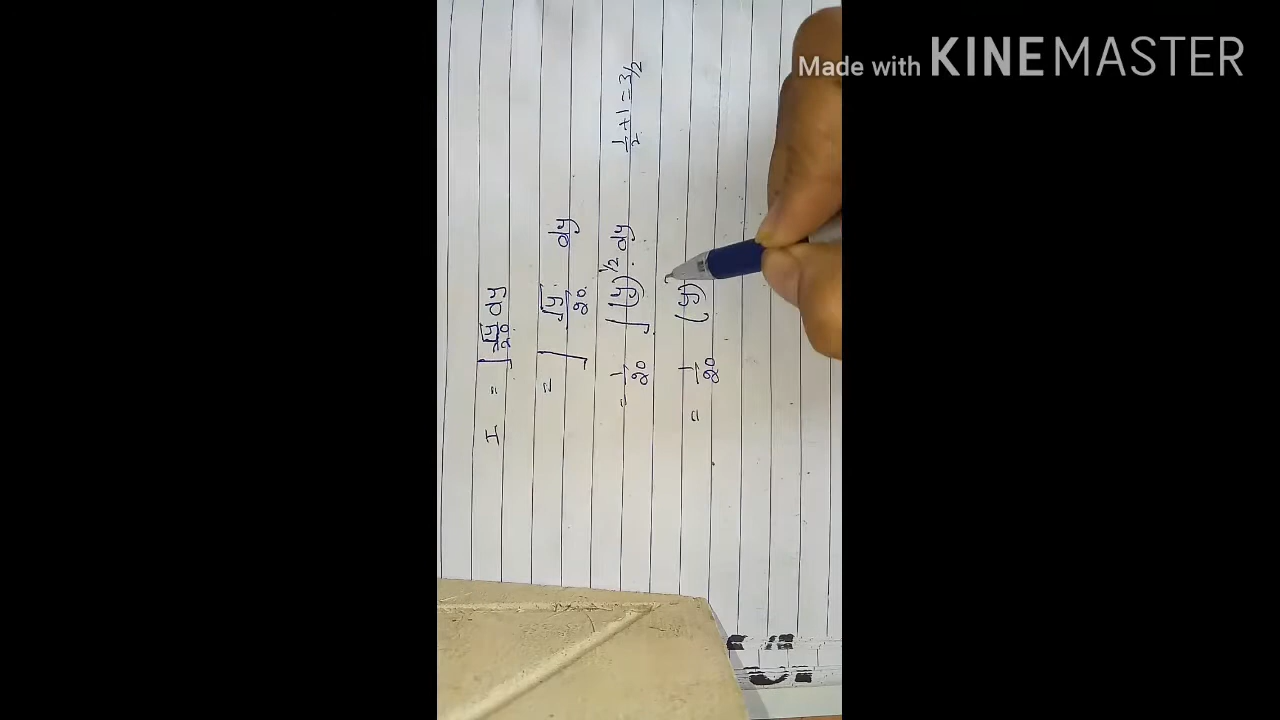 Made with KINEMASTER
I = ∫ √y/20 dy
= ∫ √y/20 dy
= 1/20 ∫ (y)^1/2 dy 1/2 + 1 = 3/2
= 1/20 (y)